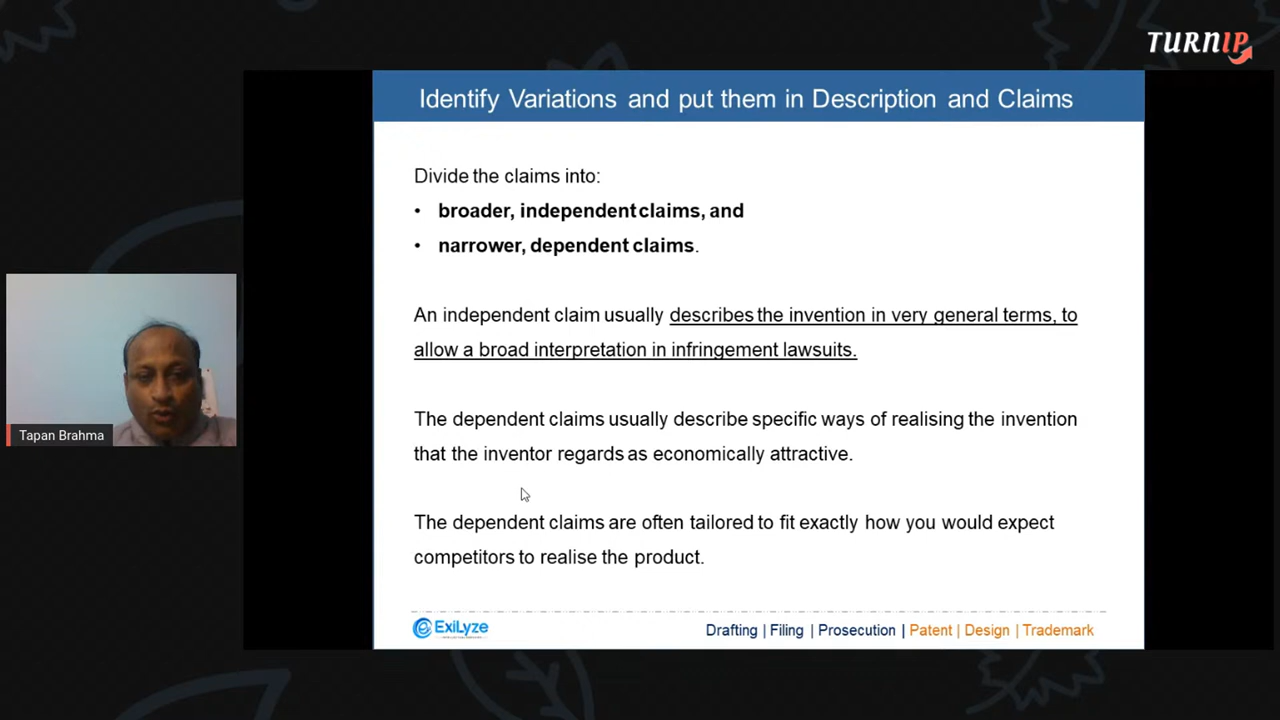 TURNIP
Identify Variations and put them in Description and Claims
Divide the claims into:
• broader, independent claims, and
• narrower, dependent claims.
An independent claim usually describes the invention in very general terms, to
allow a broad interpretation in infringement lawsuits.
The dependent claims usually describe specific ways of realising the invention
that the inventor regards as economically attractive.
The dependent claims are often tailored to fit exactly how you would expect
competitors to realise the product.
Tapan Brahma
ExiLyze
Drafting | Filing | Prosecution | Patent | Design | Trademark